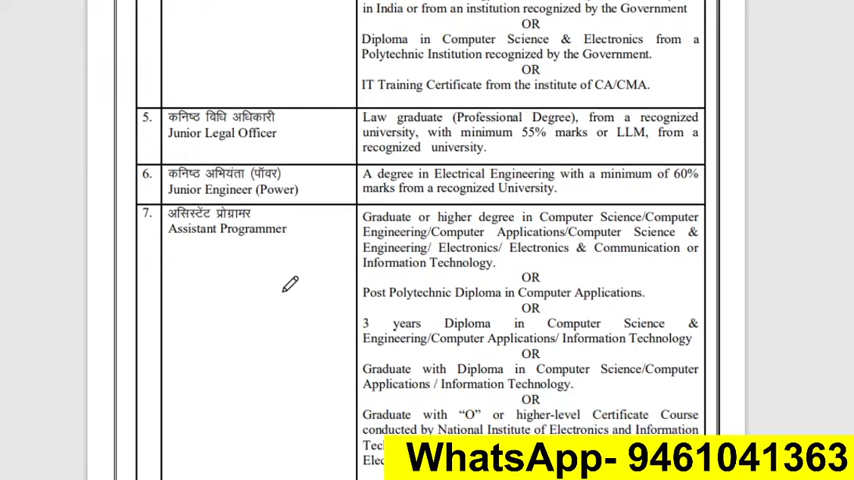 in India or from an institution recognized by the Government
OR
Diploma in Computer Science & Electronics from a
Polytechnic Institution recognized by the Government.
OR
IT Training Certificate from the institute of CA/CMA.
5. कनिष्ठ विधि अधिकारी
Junior Legal Officer
Law graduate (Professional Degree), from a recognized
university, with minimum 55% marks or LLM, from a
recognized university.
6. कनिष्ठ अभियंता (पॉवर)
Junior Engineer (Power)
A degree in Electrical Engineering with a minimum of 60%
marks from a recognized University.
7. असिस्टेंट प्रोग्रामर
Assistant Programmer
Graduate or higher degree in Computer Science/Computer
Engineering/Computer Applications/Computer Science &
Engineering/ Electronics/ Electronics & Communication or
Information Technology.
OR
Post Polytechnic Diploma in Computer Applications.
OR
3 years Diploma in Computer Science &
Engineering/Computer Applications/ Information Technology
OR
Graduate with Diploma in Computer Science/Computer
Applications / Information Technology.
OR
Graduate with “O” or higher-level Certificate Course
conducted by National Institute of Electronics and Information
WhatsApp- 9461041363